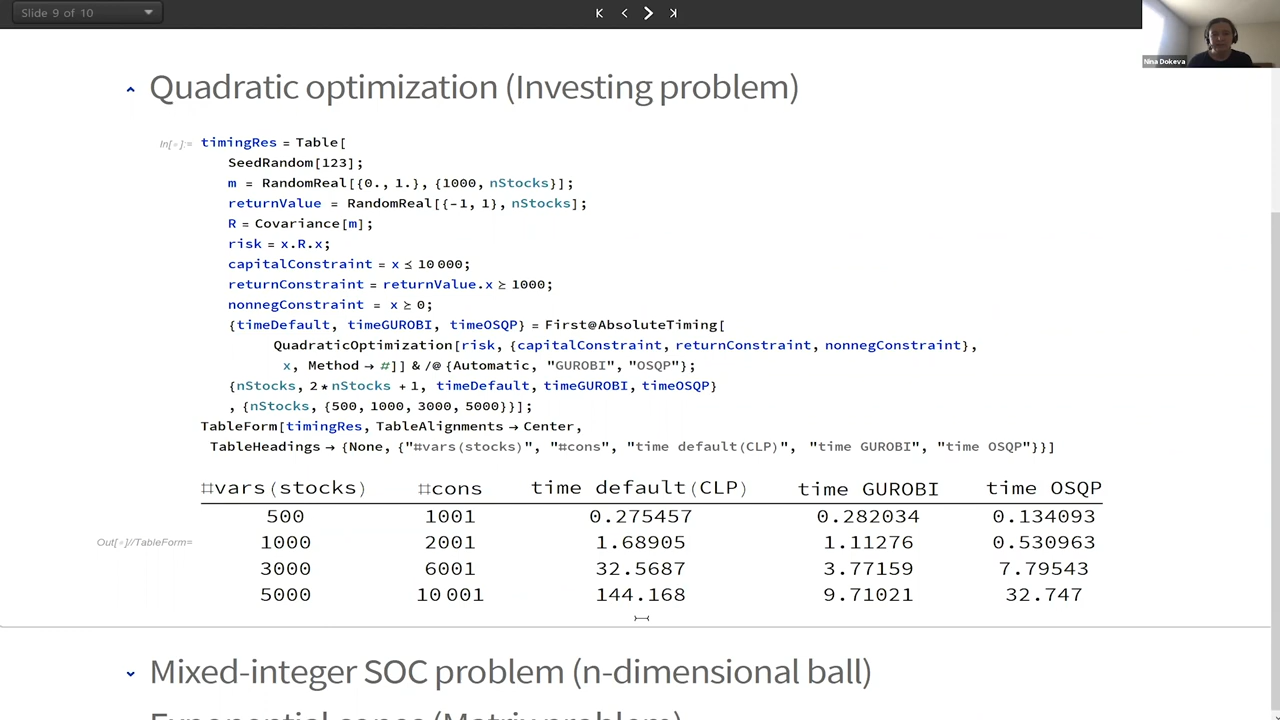 Slide 9 of 10
Nina Dokeva
Quadratic optimization (Investing problem)
In[ ]:= timingRes = Table[
SeedRandom[123];
m = RandomReal[{0., 1.}, {1000, nStocks}];
returnValue = RandomReal[{-1, 1}, nStocks];
R = Covariance[m];
risk = x.R.x;
capitalConstraint = x ≤ 10 000;
returnConstraint = returnValue.x ≥ 1000;
nonnegConstraint = x ≥ 0;
{timeDefault, timeGUROBI, timeOSQP} = First@AbsoluteTiming[
QuadraticOptimization[risk, {capitalConstraint, returnConstraint, nonnegConstraint},
x, Method → #]] & /@ {Automatic, "GUROBI", "OSQP"};
{nStocks, 2 * nStocks + 1, timeDefault, timeGUROBI, timeOSQP}
, {nStocks, {500, 1000, 3000, 5000}}];
TableForm[timingRes, TableAlignments → Center,
TableHeadings → {None, {"#vars(stocks)", "#cons", "time default(CLP)", "time GUROBI", "time OSQP"}}]
#vars(stocks) #cons time default(CLP) time GUROBI time OSQP
500 1001 0.275457 0.282034 0.134093
Out[ ]//TableForm= 1000 2001 1.68905 1.11276 0.530963
3000 6001 32.5687 3.77159 7.79543
5000 10 001 144.168 9.71021 32.747
Mixed-integer SOC problem (n-dimensional ball)
Exponential cones (Matrix problem)